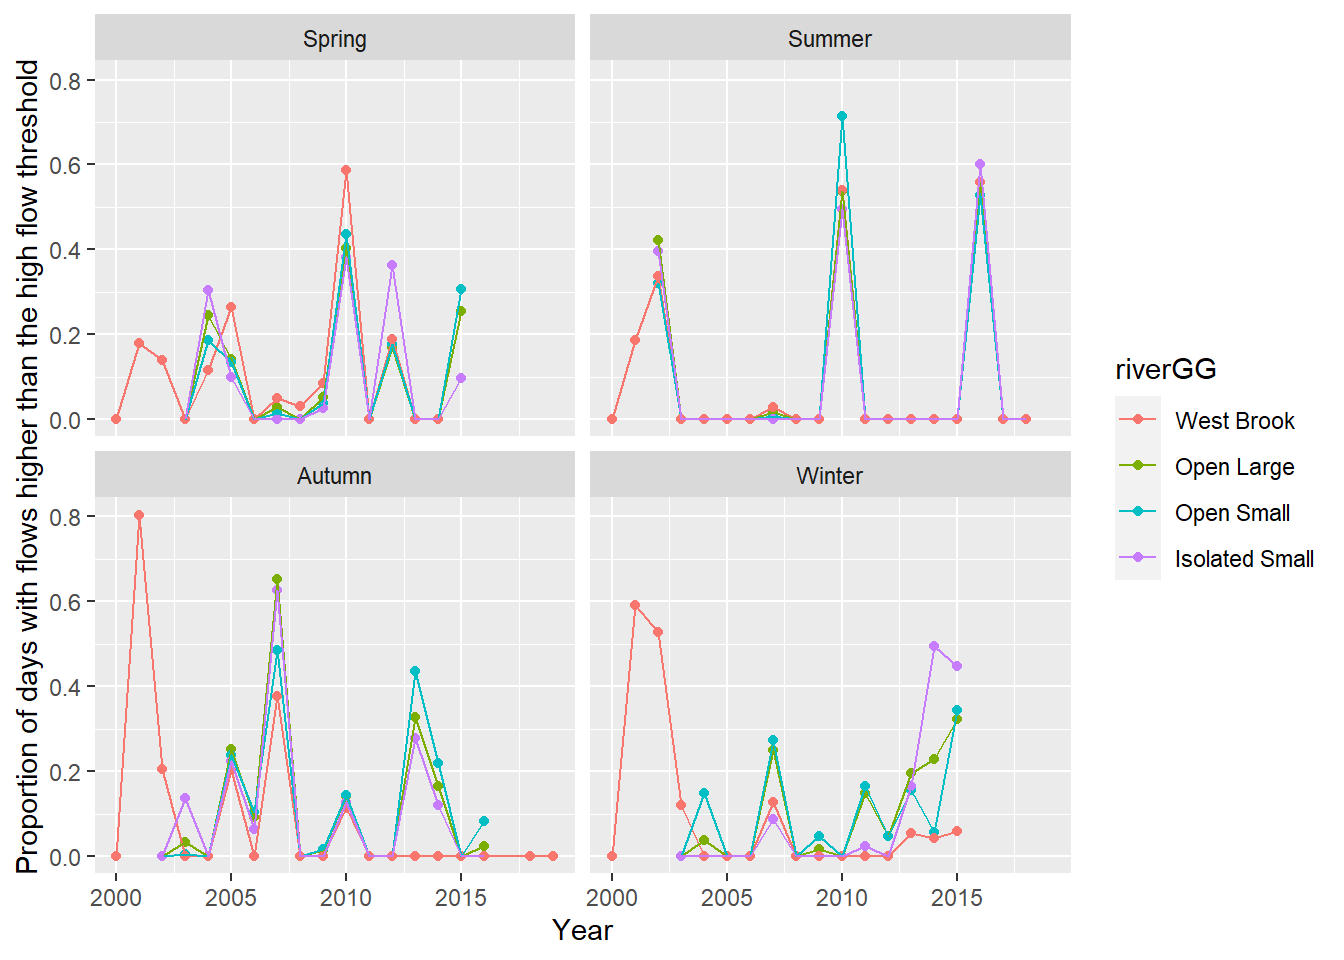 Proportion of days with flows higher than the high flow threshold
Spring
Summer
0.8
0.6
0.4
0.2
0.0
Autumn
Winter
0.8
0.6
0.4
0.2
0.0
2000 2005 2010 2015
2000 2005 2010 2015
Year
riverGG
West Brook
Open Large
Open Small
Isolated Small